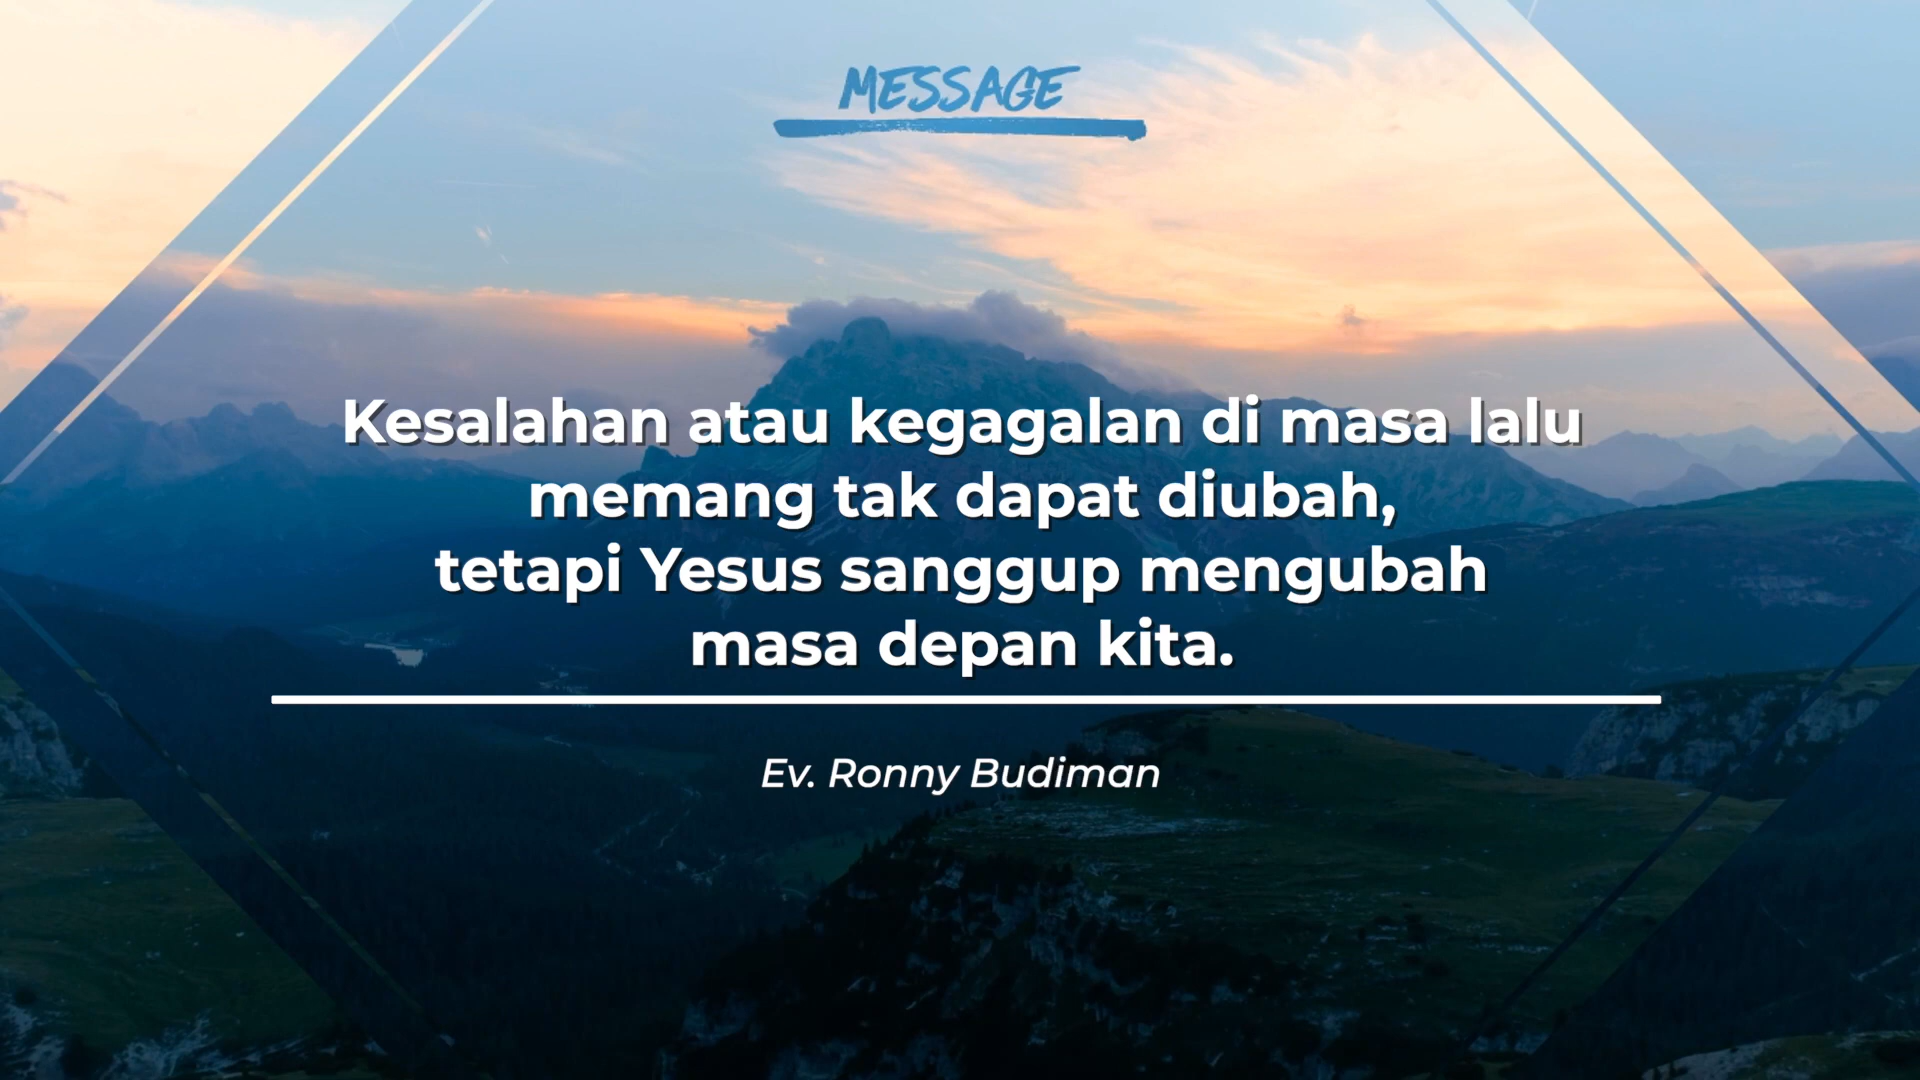 MESSAGE
Kesalahan atau kegagalan di masa lalu
memang tak dapat diubah,
tetapi Yesus sanggup mengubah
masa depan kita.
Ev. Ronny Budiman